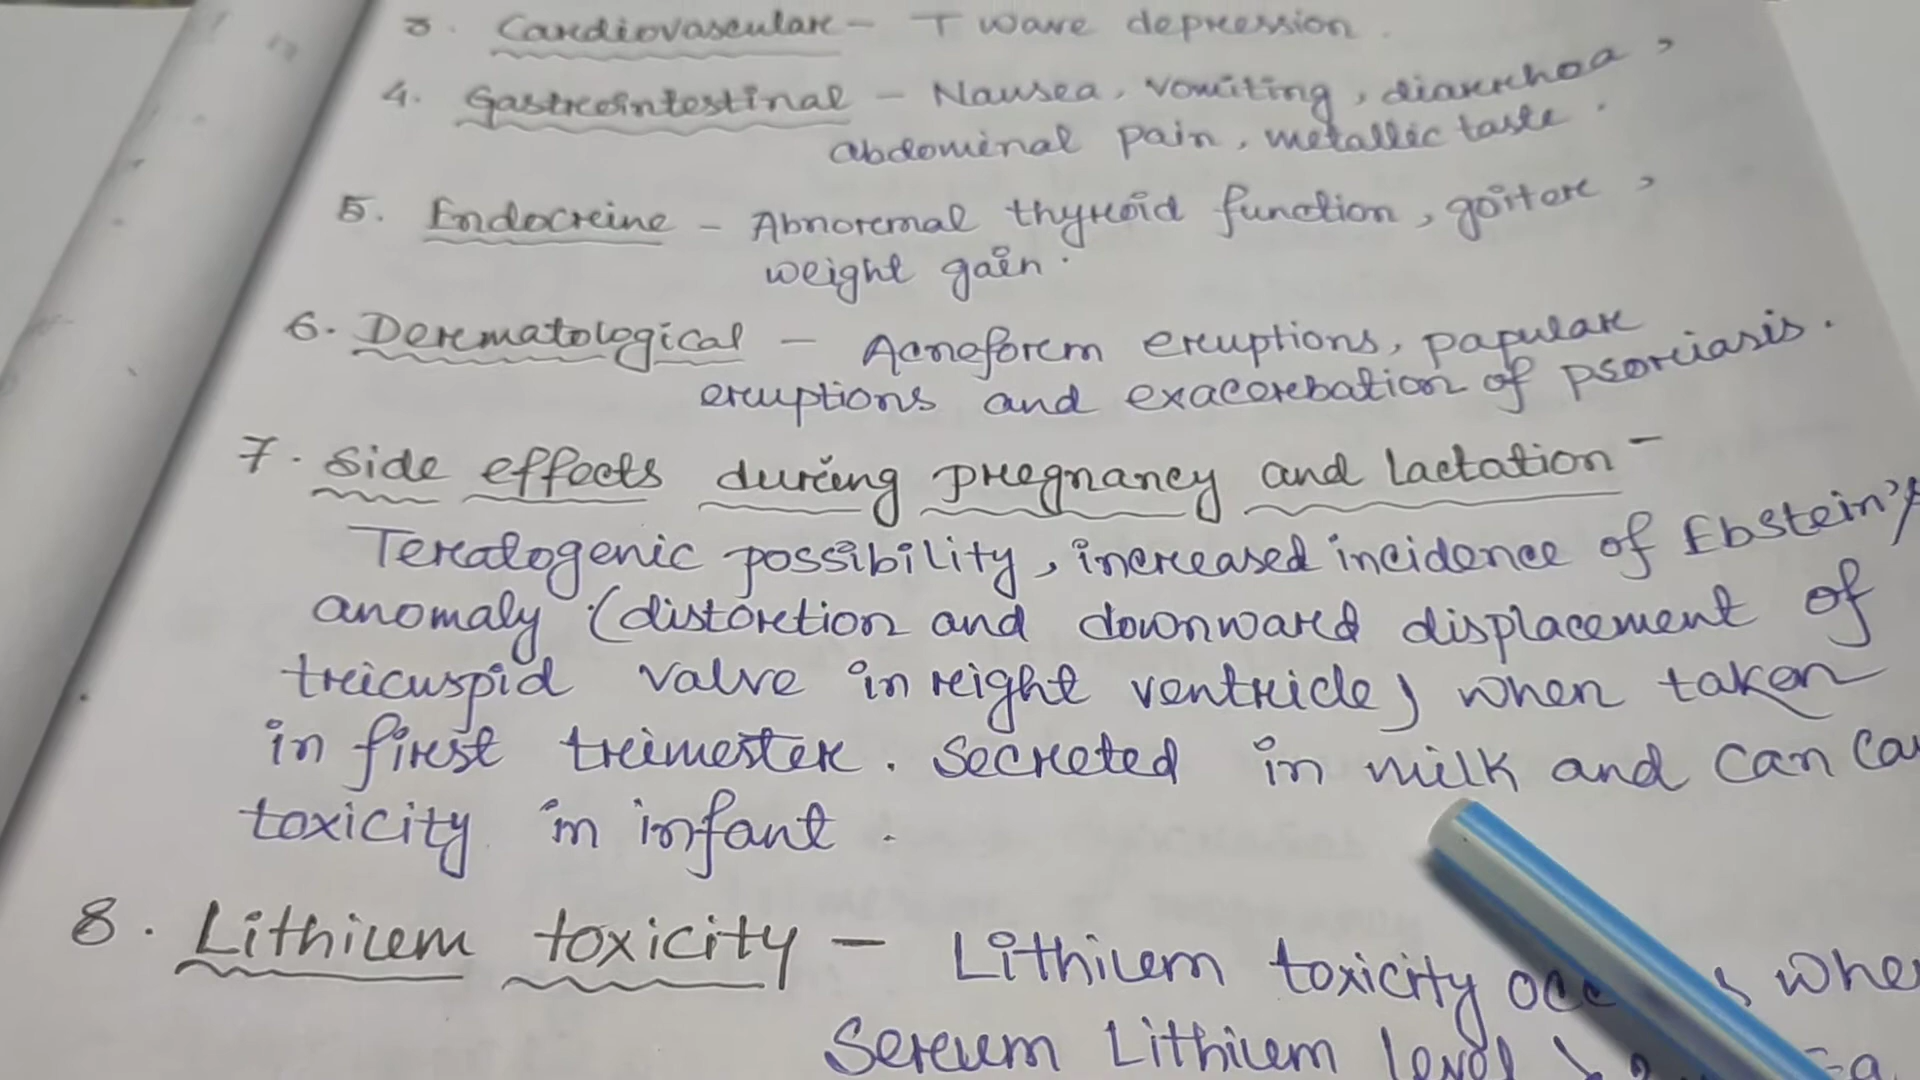 3. Cardiovascular - T wave depression.
4. Gastrointestinal - Nausea, vomiting, diarrhoea,
abdominal pain, metallic taste.
5. Endocrine - Abnormal thyroid function, goiter,
weight gain.
6. Dermatological - Acneform eruptions, papular
eruptions and exacerbation of psoriasis.
7. Side effects during pregnancy and lactation -
Teratogenic possibility, increased incidence of Ebstein's
anomaly (distortion and downward displacement of
tricuspid valve in right ventricle) when taken
in first trimester. Secreted in milk and can
toxicity in infant.
8. Lithium toxicity - Lithium toxicity
Serum Lithium level >